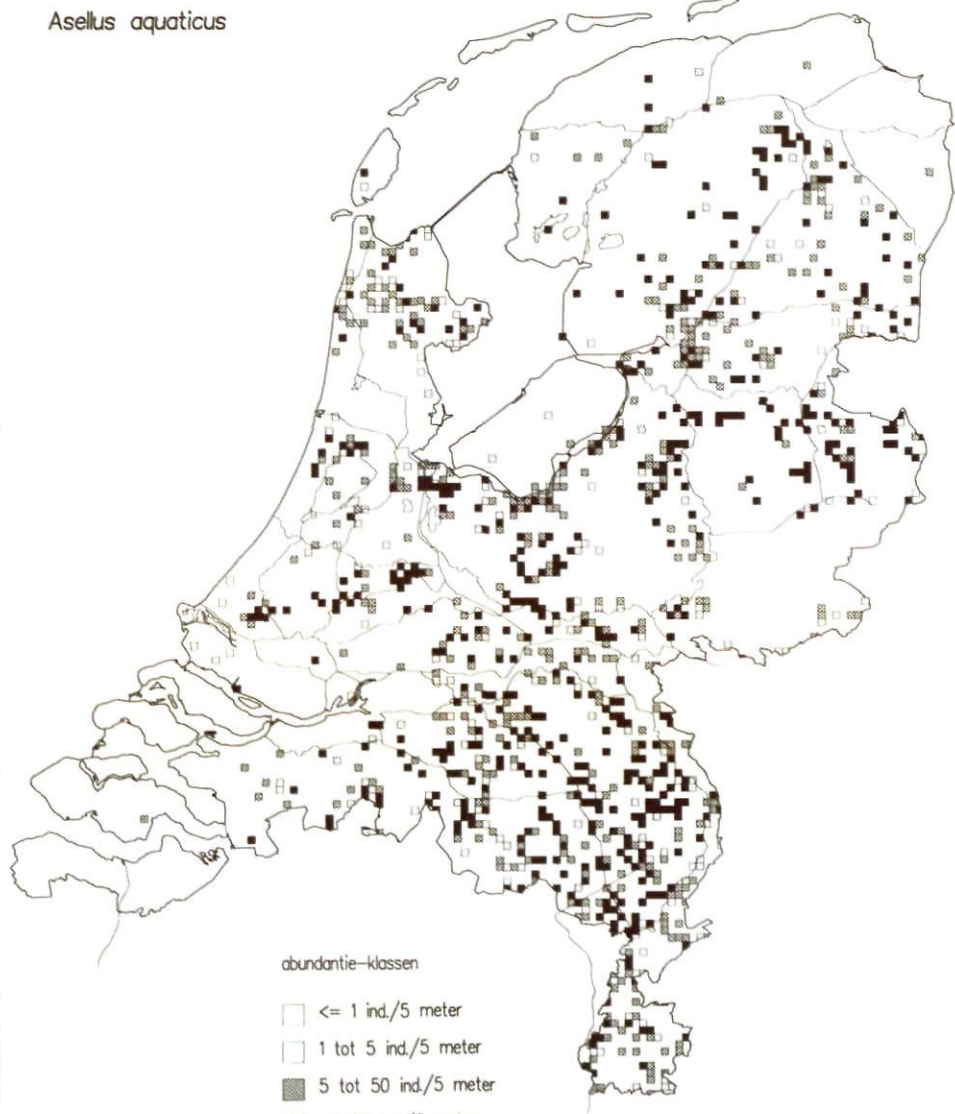 Asellus aquaticus
abundantie-klassen
<= 1 ind./5 meter
1 tot 5 ind./5 meter
5 tot 50 ind./5 meter